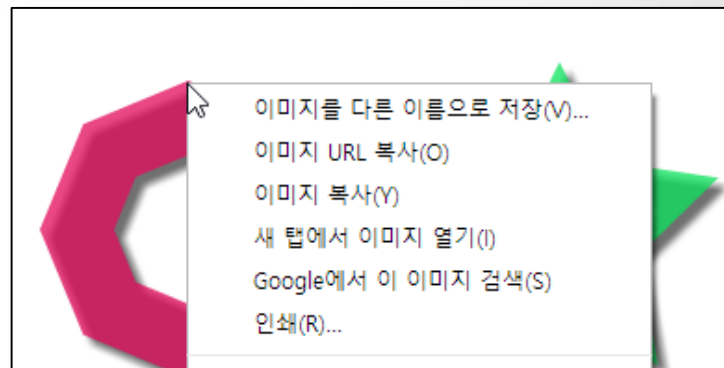 이미지를 다른 이름으로 저장(V)...
이미지 URL 복사(O)
이미지 복사(Y)
새 탭에서 이미지 열기(I)
Google에서 이 이미지 검색(S)
인쇄(R)...